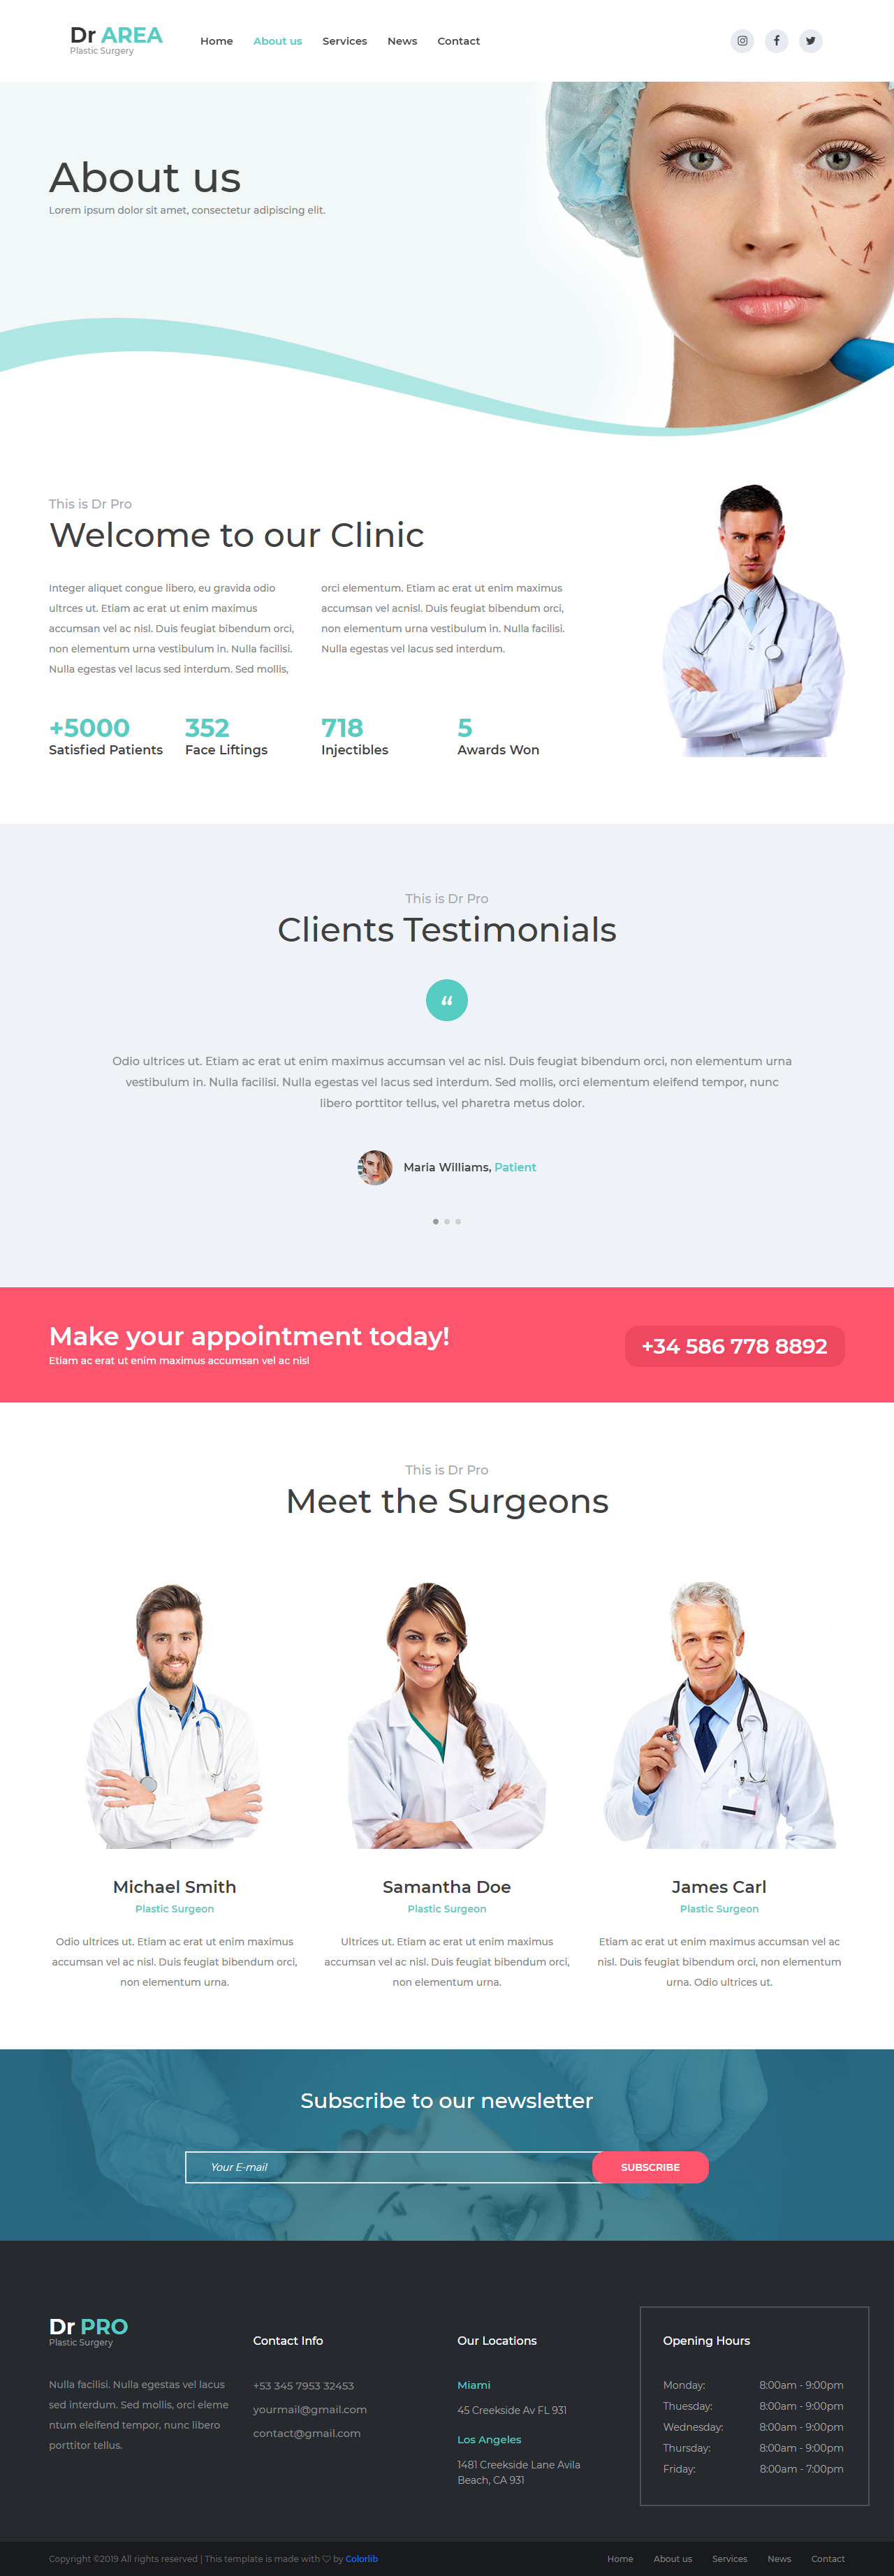 Dr AREA
Plastic Surgery
Home About us Services News Contact
About us
Lorem ipsum dolor sit amet, consectetur adipiscing elit.
This is Dr Pro
Welcome to our Clinic
Integer aliquet congue libero, eu gravida odio
ultrces ut. Etiam ac erat ut enim maximus
accumsan vel ac nisl. Duis feugiat bibendum orci,
non elementum urna vestibulum in. Nulla facilisi.
Nulla egestas vel lacus sed interdum. Sed mollis,
orci elementum. Etiam ac erat ut enim maximus
accumsan vel acnisl. Duis feugiat bibendum orci,
non elementum urna vestibulum in. Nulla facilisi.
Nulla egestas vel lacus sed interdum.
+5000
Satisfied Patients
352
Face Liftings
718
Injectibles
5
Awards Won
This is Dr Pro
Clients Testimonials
“
Odio ultrices ut. Etiam ac erat ut enim maximus accumsan vel ac nisl. Duis feugiat bibendum orci, non elementum urna
vestibulum in. Nulla facilisi. Nulla egestas vel lacus sed interdum. Sed mollis, orci elementum eleifend tempor, nunc
libero porttitor tellus, vel pharetra metus dolor.
Maria Williams, Patient
Make your appointment today!
Etiam ac erat ut enim maximus accumsan vel ac nisl
+34 586 778 8892
This is Dr Pro
Meet the Surgeons
Michael Smith
Plastic Surgeon
Odio ultrices ut. Etiam ac erat ut enim maximus
accumsan vel ac nisl. Duis feugiat bibendum orci,
non elementum urna.
Samantha Doe
Plastic Surgeon
Ultrices ut. Etiam ac erat ut enim maximus
accumsan vel ac nisl. Duis feugiat bibendum orci,
non elementum urna.
James Carl
Plastic Surgeon
Etiam ac erat ut enim maximus accumsan vel ac
nisl. Duis feugiat bibendum orci, non elementum
urna. Odio ultrices ut.
Subscribe to our newsletter
Your E-mail
SUBSCRIBE
Dr PRO
Plastic Surgery
Nulla facilisi. Nulla egestas vel lacus
sed interdum. Sed mollis, orci eleme
ntum eleifend tempor, nunc libero
porttitor tellus.
Contact Info
+53 345 7953 32453
yourmail@gmail.com
contact@gmail.com
Our Locations
Miami
45 Creekside Av FL 931
Los Angeles
1481 Creekside Lane Avila
Beach, CA 931
Opening Hours
Monday: 8:00am - 9:00pm
Thuesday: 8:00am - 9:00pm
Wednesday: 8:00am - 9:00pm
Thursday: 8:00am - 9:00pm
Friday: 8:00am - 7:00pm
Copyright ©2019 All rights reserved | This template is made with ♡ by Colorlib
Home About us Services News Contact